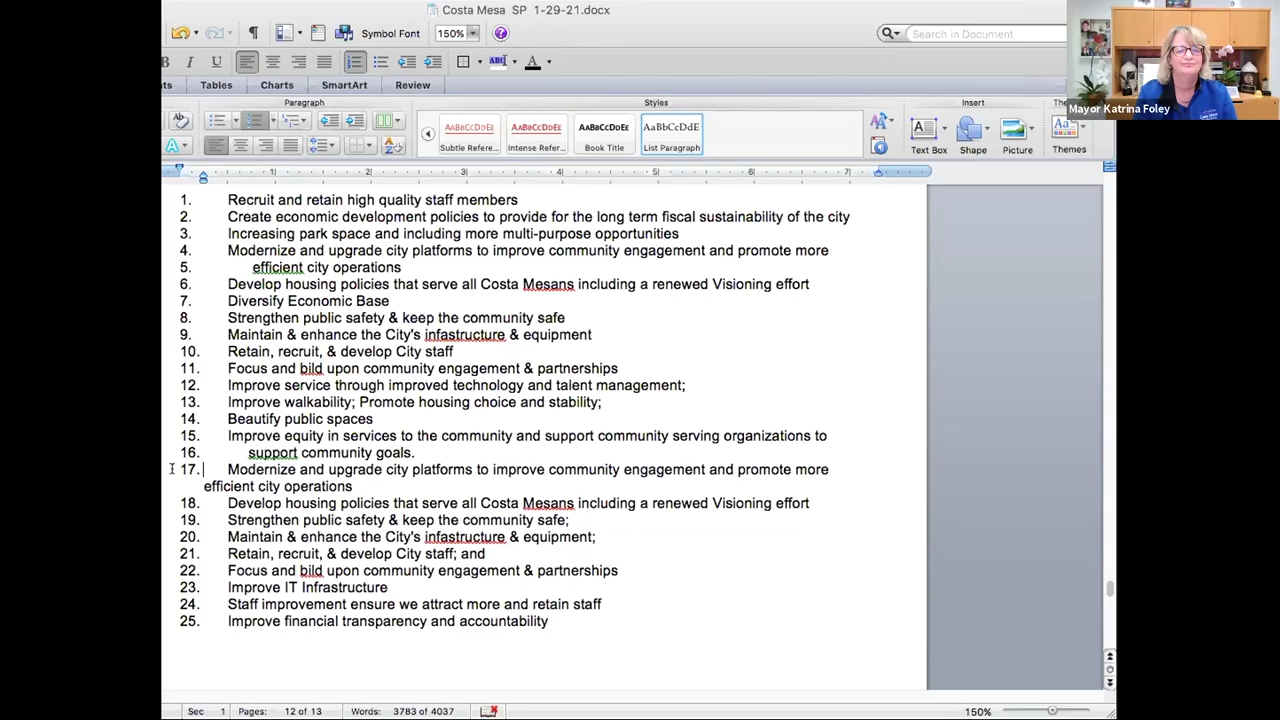 Costa Mesa SP 1-29-21.docx
¶ Symbol Font 150% ? Search in Document
B I U ABC A
Tables Charts SmartArt Review
Paragraph Styles Insert
AaBbCcDdEe AaBbCcDdEe AaBbCcDdEe AaBbCcDdE
Subtle Refere... Intense Refer... Book Title List Paragraph Text Box Shape Picture Themes
Mayor Katrina Foley
1 2 3 4 5 6 7
1. Recruit and retain high quality staff members
2. Create economic development policies to provide for the long term fiscal sustainability of the city
3. Increasing park space and including more multi-purpose opportunities
4. Modernize and upgrade city platforms to improve community engagement and promote more
5. efficient city operations
6. Develop housing policies that serve all Costa Mesans including a renewed Visioning effort
7. Diversify Economic Base
8. Strengthen public safety & keep the community safe
9. Maintain & enhance the City's infastructure & equipment
10. Retain, recruit, & develop City staff
11. Focus and bild upon community engagement & partnerships
12. Improve service through improved technology and talent management;
13. Improve walkability; Promote housing choice and stability;
14. Beautify public spaces
15. Improve equity in services to the community and support community serving organizations to
16. support community goals.
17. Modernize and upgrade city platforms to improve community engagement and promote more
efficient city operations
18. Develop housing policies that serve all Costa Mesans including a renewed Visioning effort
19. Strengthen public safety & keep the community safe;
20. Maintain & enhance the City's infastructure & equipment;
21. Retain, recruit, & develop City staff; and
22. Focus and bild upon community engagement & partnerships
23. Improve IT Infrastructure
24. Staff improvement ensure we attract more and retain staff
25. Improve financial transparency and accountability
Sec 1 Pages: 12 of 13 Words: 3783 of 4037 150%